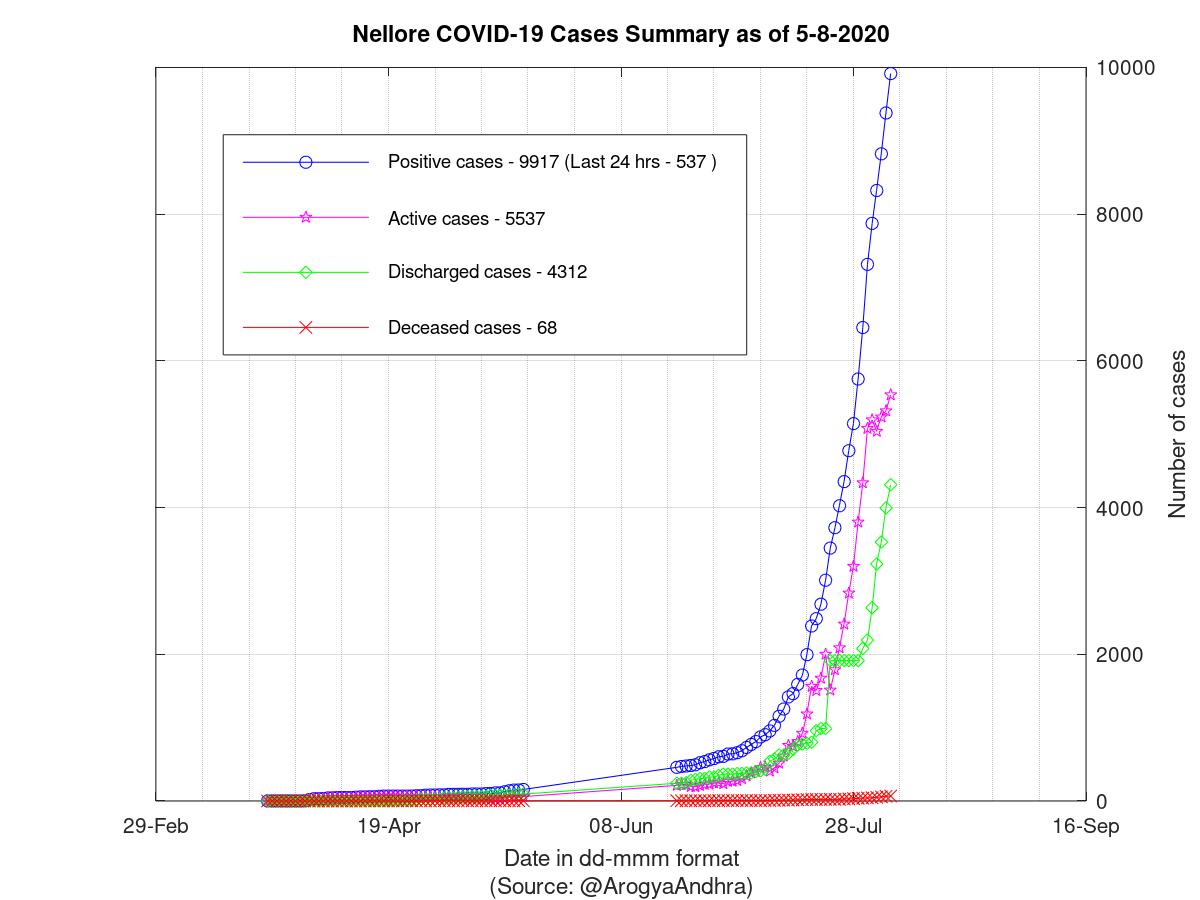 Nellore COVID-19 Cases Summary as of 5-8-2020
Positive cases - 9917 (Last 24 hrs - 537 )
Active cases - 5537
Discharged cases - 4312
Deceased cases - 68
10000
8000
6000
4000
2000
0
Number of cases
29-Feb 19-Apr 08-Jun 28-Jul 16-Sep
Date in dd-mmm format
(Source: @ArogyaAndhra)